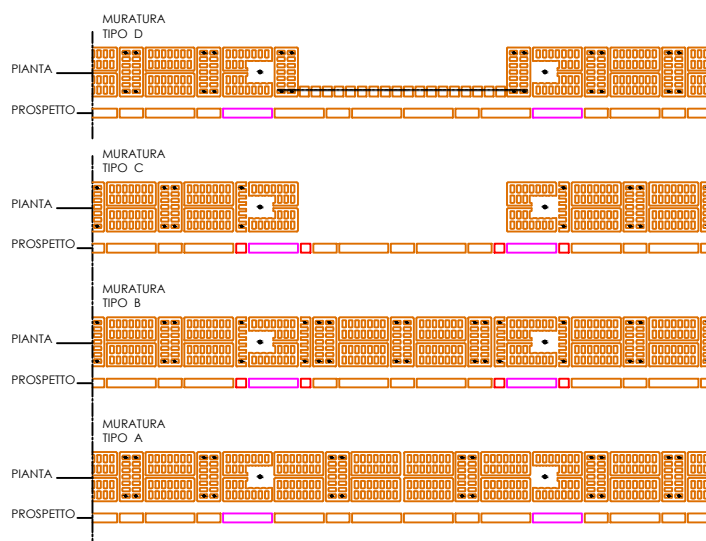 MURATURA
TIPO D
PIANTA
PROSPETTO
MURATURA
TIPO C
PIANTA
PROSPETTO
MURATURA
TIPO B
PIANTA
PROSPETTO
MURATURA
TIPO A
PIANTA
PROSPETTO